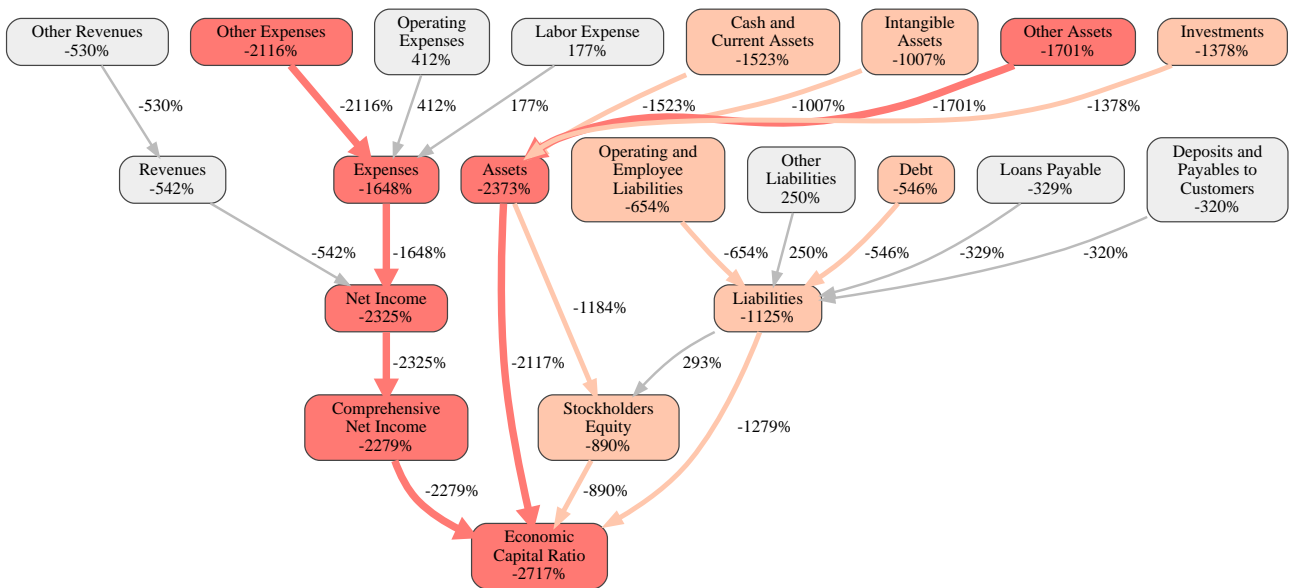 Other Revenues
-530%
Other Expenses
-2116%
Operating
Expenses
412%
Labor Expense
177%
Cash and
Current Assets
-1523%
Intangible
Assets
-1007%
Other Assets
-1701%
Investments
-1378%
-530%
-2116%
412%
177%
-1523%
-1007%
-1701%
-1378%
Revenues
-542%
Expenses
-1648%
Assets
-2373%
Operating and
Employee
Liabilities
-654%
Other
Liabilities
250%
Debt
-546%
Loans Payable
-329%
Deposits and
Payables to
Customers
-320%
-542%
-1648%
-654%
250%
-546%
-329%
-320%
Net Income
-2325%
Liabilities
-1125%
-1184%
-2325%
-2117%
293%
Comprehensive
Net Income
-2279%
Stockholders
Equity
-890%
-1279%
-2279%
-890%
Economic
Capital Ratio
-2717%